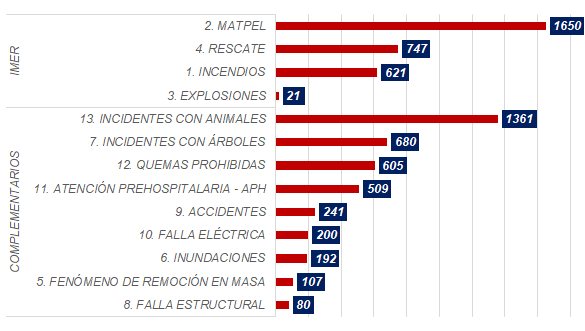 IMER
2. MATPEL 1650
4. RESCATE 747
1. INCENDIOS 621
3. EXPLOSIONES 21
COMPLEMENTARIOS
13. INCIDENTES CON ANIMALES 1361
7. INCIDENTES CON ÁRBOLES 680
12. QUEMAS PROHIBIDAS 605
11. ATENCIÓN PREHOSPITALARIA - APH 509
9. ACCIDENTES 241
10. FALLA ELÉCTRICA 200
6. INUNDACIONES 192
5. FENÓMENO DE REMOCIÓN EN MASA 107
8. FALLA ESTRUCTURAL 80